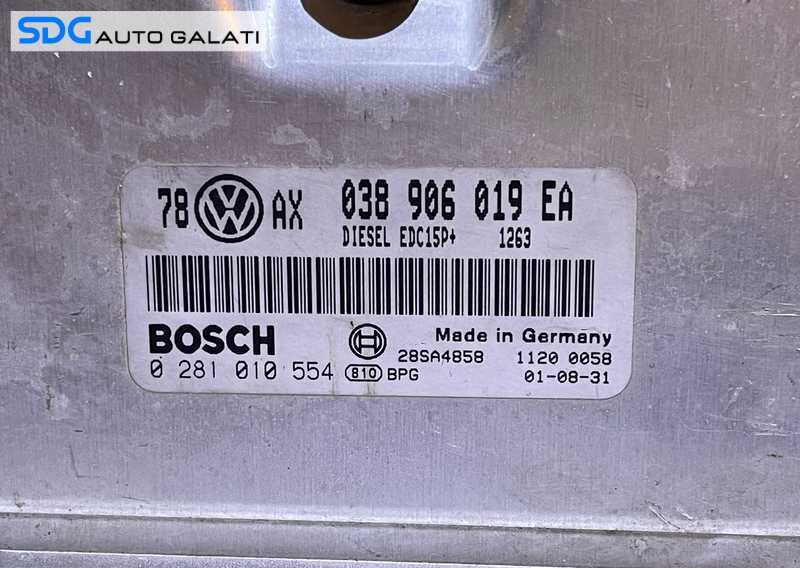 SDG AUTO GALATI
78 AX 038 906 019 EA
DIESEL EDC15P+ 1263
BOSCH
Made in Germany
28SA4858 1120 0058
0 281 010 554 810 BPG 01-08-31